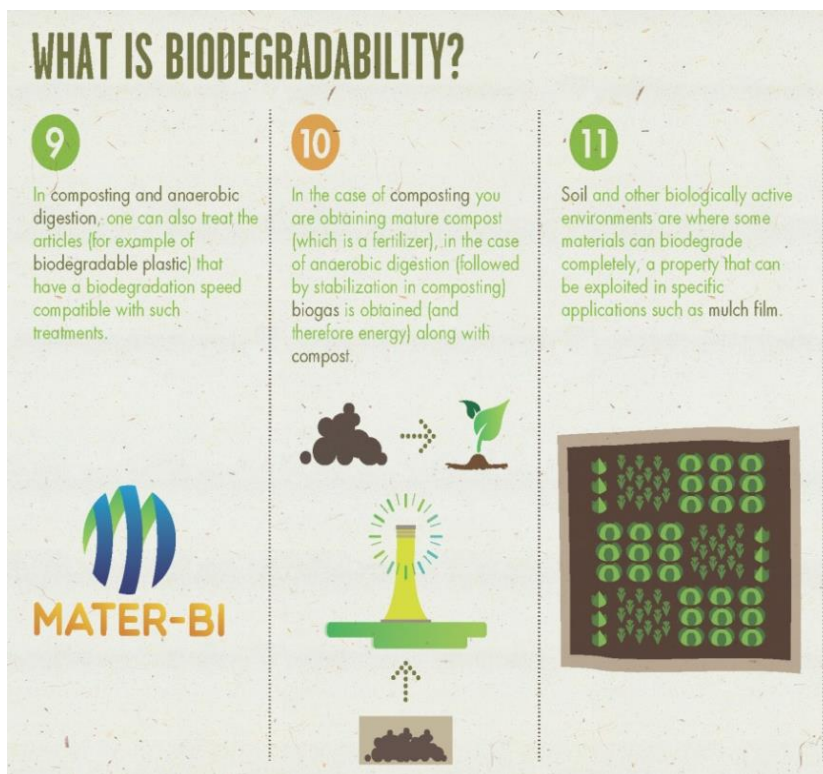 WHAT IS BIODEGRADABILITY?
9
In composting and anaerobic
digestion, one can also treat the
articles (for example of
biodegradable plastic) that
have a biodegradation speed
compatible with such
treatments.
MATER-BI
10
In the case of composting you
are obtaining mature compost
(which is a fertilizer), in the case
of anaerobic digestion (followed
by stabilization in composting)
biogas is obtained (and
therefore energy) along with
compost.
11
Soil and other biologically active
environments are where some
materials can biodegrade
completely, a property that can
be exploited in specific
applications such as mulch film.